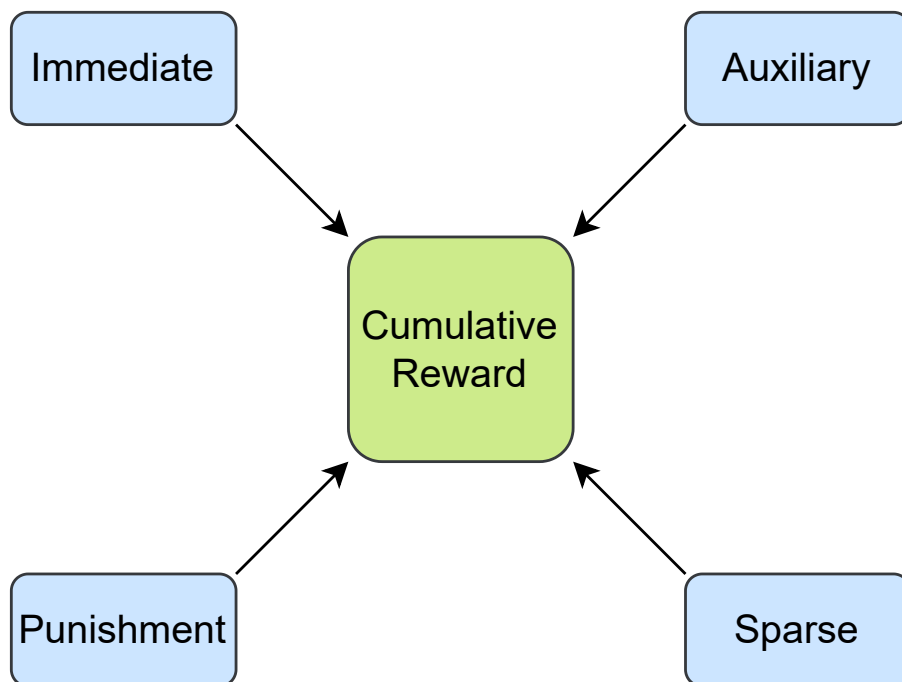 Immediate
Auxiliary
Cumulative
Reward
Punishment
Sparse